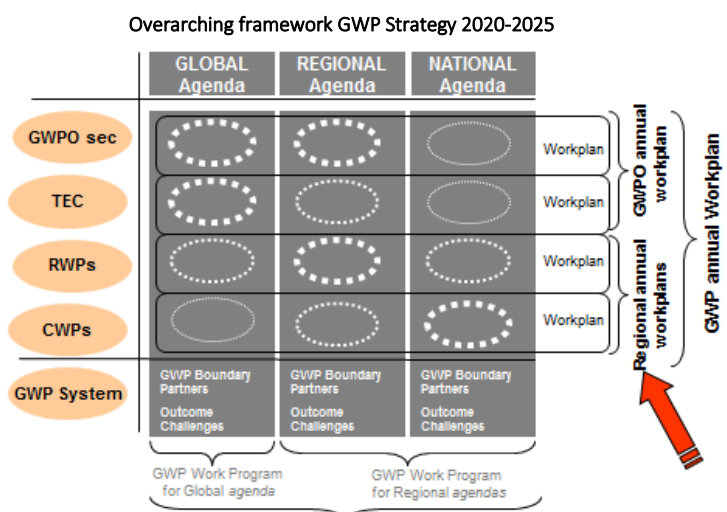 Overarching framework GWP Strategy 2020-2025
GLOBAL
Agenda
REGIONAL
Agenda
NATIONAL
Agenda
GWPO sec
Workplan
TEC
Workplan
RWPs
Workplan
CWPs
Workplan
GWPO annual
workplan
Regional annual
workplans
GWP annual Workplan
GWP System
GWP Boundary
Partners
Outcome
Challenges
GWP Boundary
Partners
Outcome
Challenges
GWP Boundary
Partners
Outcome
Challenges
GWP Work Program
for Global agenda
GWP Work Program
for Regional agendas